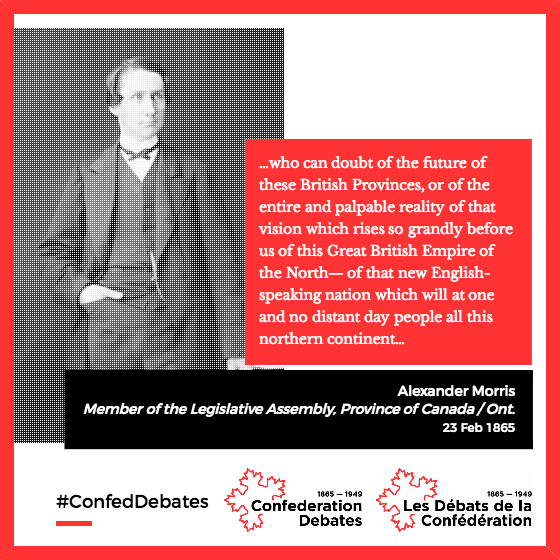 ...who can doubt of the future of
these British Provinces, or of the
entire and palpable reality of that
vision which rises so grandly before
us of this Great British Empire of
the North— of that new English-
speaking nation which will at one
and no distant day people all this
northern continent...
Alexander Morris
Member of the Legislative Assembly, Province of Canada / Ont.
23 Feb 1865
#ConfedDebates
1865 — 1949
Confederation
Debates
1865 — 1949
Les Débats de la
Confédération